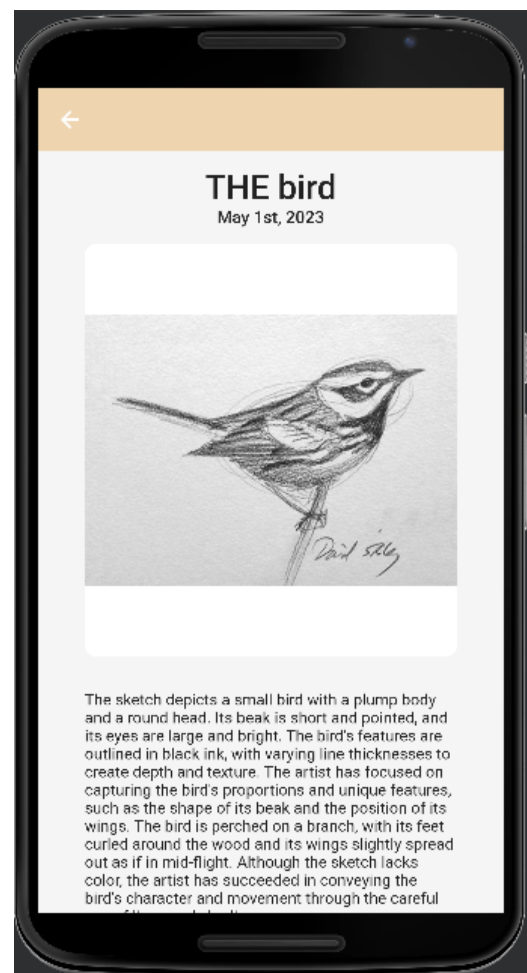 THE bird
May 1st, 2023
The sketch depicts a small bird with a plump body
and a round head. Its beak is short and pointed, and
its eyes are large and bright. The bird's features are
outlined in black ink, with varying line thicknesses to
create depth and texture. The artist has focused on
capturing the bird's proportions and unique features,
such as the shape of its beak and the position of its
wings. The bird is perched on a branch, with its feet
curled around the wood and its wings slightly spread
out as if in mid-flight. Although the sketch lacks
color, the artist has succeeded in conveying the
bird's character and movement through the careful